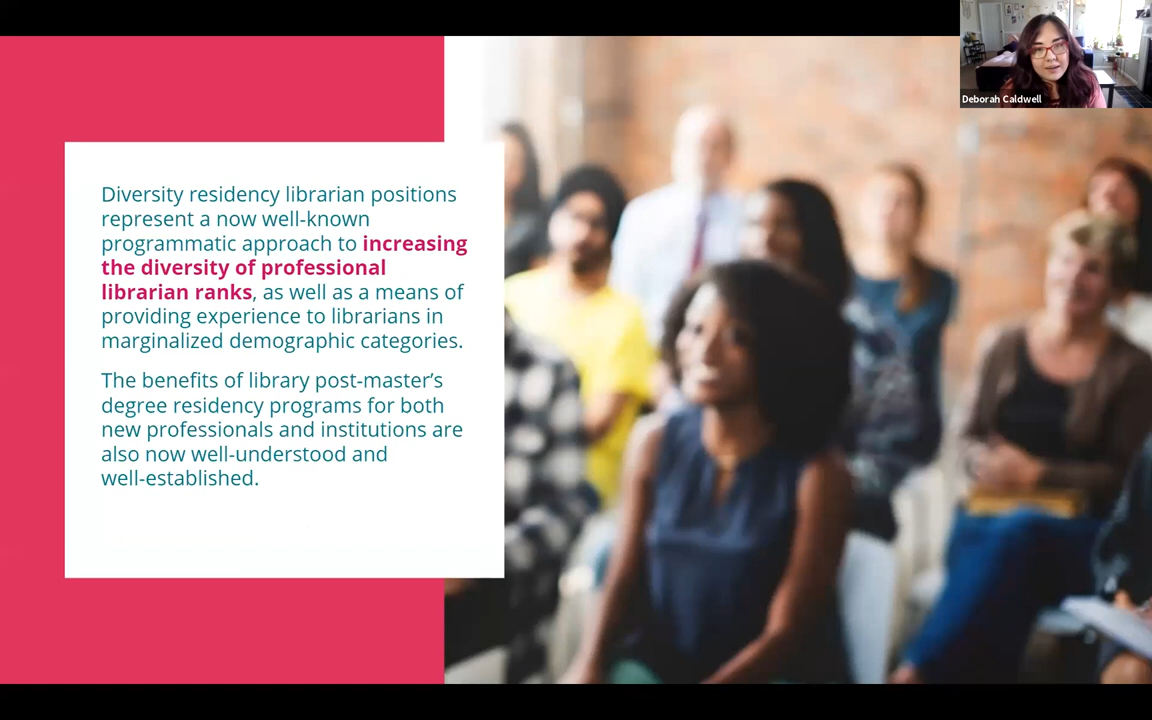 Deborah Caldwell
Diversity residency librarian positions
represent a now well-known
programmatic approach to increasing
the diversity of professional
librarian ranks, as well as a means of
providing experience to librarians in
marginalized demographic categories.
The benefits of library post-master’s
degree residency programs for both
new professionals and institutions are
also now well-understood and
well-established.